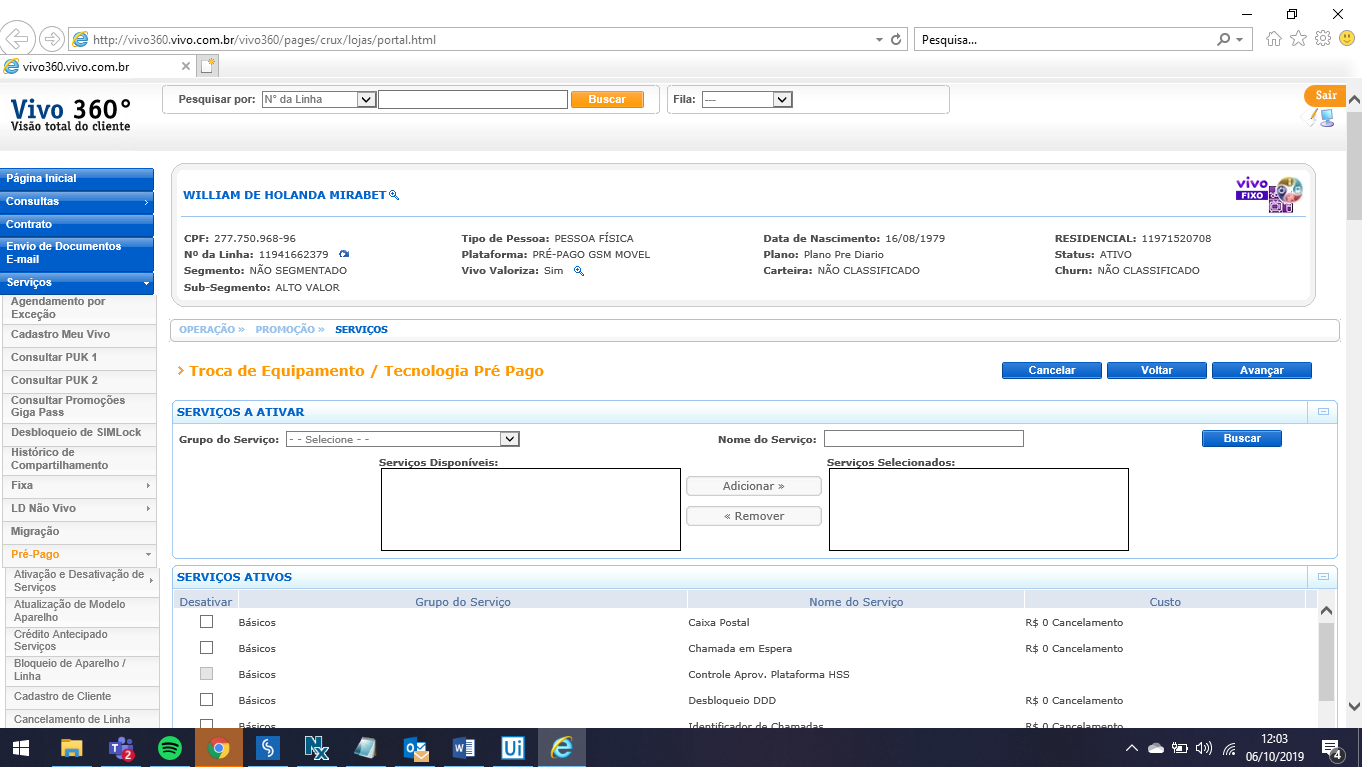 http://vivo360.vivo.com.br/vivo360/pages/crux/lojas/portal.html
Pesquisa...
vivo360.vivo.com.br
Vivo 360°
Visão total do cliente
Pesquisar por: N° da Linha Buscar
Fila: ---
Sair
Página Inicial
Consultas
Contrato
Envio de Documentos
E-mail
Serviços
Agendamento por
Exceção
Cadastro Meu Vivo
Consultar PUK 1
Consultar PUK 2
Consultar Promoções
Giga Pass
Desbloqueio de SIMLock
Histórico de
Compartilhamento
Fixa
LD Não Vivo
Migração
Pré-Pago
Ativação e Desativação de
Serviços
Atualização de Modelo
Aparelho
Crédito Antecipado
Serviços
Bloqueio de Aparelho /
Linha
Cadastro de Cliente
Cancelamento de Linha
WILLIAM DE HOLANDA MIRABET
vivo
FIXO
CPF: 277.750.968-96 Tipo de Pessoa: PESSOA FÍSICA Data de Nascimento: 16/08/1979 RESIDENCIAL: 11971520708
Nº da Linha: 11941662379 Plataforma: PRÉ-PAGO GSM MOVEL Plano: Plano Pre Diario Status: ATIVO
Segmento: NÃO SEGMENTADO Vivo Valoriza: Sim Carteira: NÃO CLASSIFICADO Churn: NÃO CLASSIFICADO
Sub-Segmento: ALTO VALOR
OPERAÇÃO » PROMOÇÃO » SERVIÇOS
> Troca de Equipamento / Tecnologia Pré Pago Cancelar Voltar Avançar
SERVIÇOS A ATIVAR
Grupo do Serviço: - - Selecione - - Nome do Serviço: Buscar
Serviços Disponíveis: Serviços Selecionados:
Adicionar »
« Remover
SERVIÇOS ATIVOS
Desativar Grupo do Serviço Nome do Serviço Custo
Básicos Caixa Postal R$ 0 Cancelamento
Básicos Chamada em Espera R$ 0 Cancelamento
Básicos Controle Aprov. Plataforma HSS
Básicos Desbloqueio DDD R$ 0 Cancelamento
Básicos Identificador de Chamadas R$ 0 Cancelamento
2
S
Nx
W
Ui
12:03
06/10/2019
4